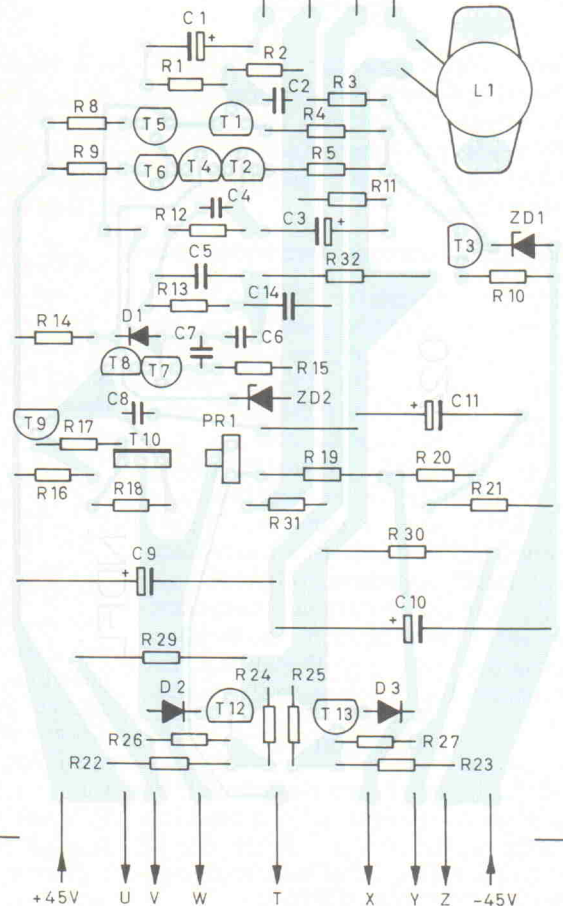 C1 +
R2
R1
C2
R3
L1
R8
T5
T1
R4
R9
T6
T4
T2
R5
R11
C4
R12
C3 +
ZD1
T3
C5
R32
R10
R13
C14
R14
D1
C7
C6
T8
T7
R15
ZD2
C8
+ C11
T9
R17
T10
PR1
R19
R20
R16
R18
R31
R21
R30
C9
+
C10
+
R29
R24
R25
D2
T12
T13
D3
R26
R27
R22
R23
+45V U V W T X Y Z -45V